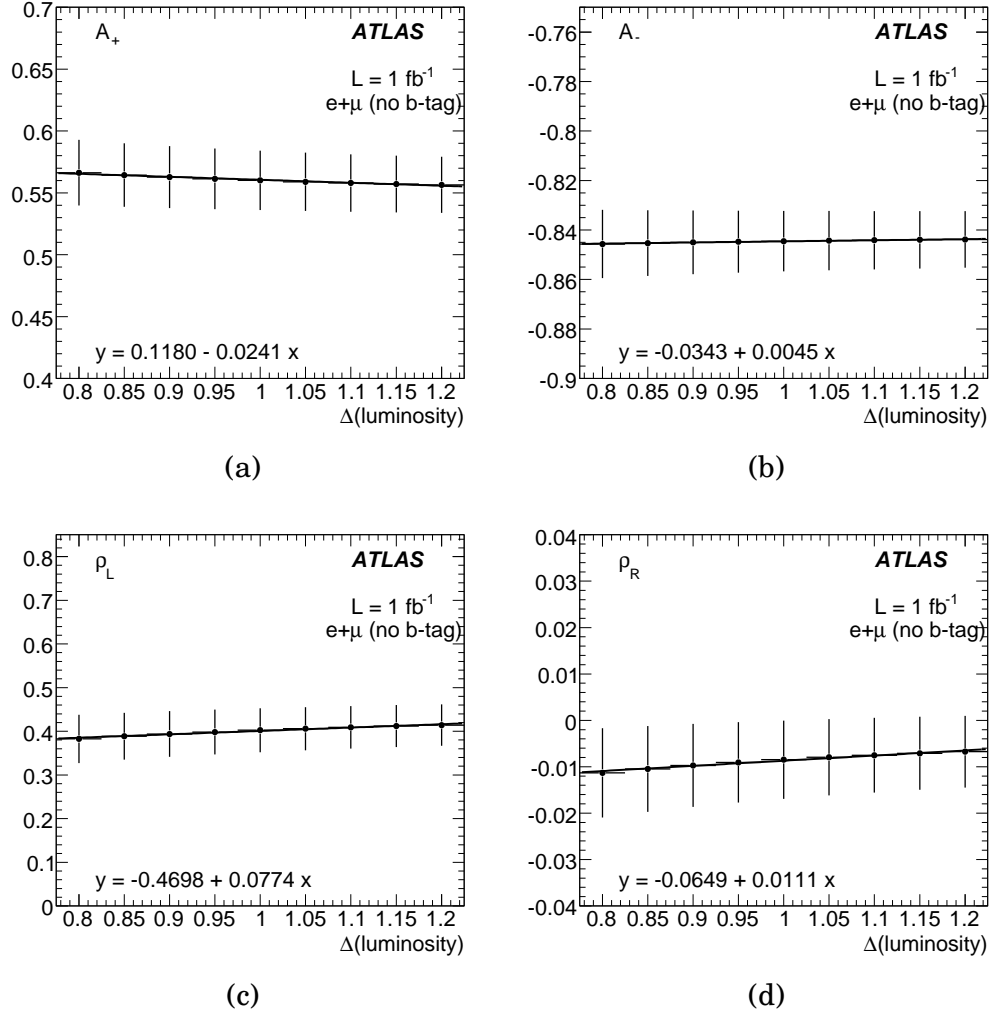 A+ ATLAS
L = 1 fb-1
e+μ (no b-tag)
0.7
0.65
0.6
0.55
0.5
0.45
0.4
y = 0.1180 - 0.0241 x
0.8 0.85 0.9 0.95 1 1.05 1.1 1.15 1.2
Δ(luminosity)
(a)
A- ATLAS
L = 1 fb-1
e+μ (no b-tag)
-0.76
-0.78
-0.8
-0.82
-0.84
-0.86
-0.88
-0.9
y = -0.0343 + 0.0045 x
0.8 0.85 0.9 0.95 1 1.05 1.1 1.15 1.2
Δ(luminosity)
(b)
ρL ATLAS
L = 1 fb-1
e+μ (no b-tag)
0.8
0.7
0.6
0.5
0.4
0.3
0.2
0.1
0
y = -0.4698 + 0.0774 x
0.8 0.85 0.9 0.95 1 1.05 1.1 1.15 1.2
Δ(luminosity)
(c)
ρR ATLAS
L = 1 fb-1
e+μ (no b-tag)
0.04
0.03
0.02
0.01
0
-0.01
-0.02
-0.03
-0.04
y = -0.0649 + 0.0111 x
0.8 0.85 0.9 0.95 1 1.05 1.1 1.15 1.2
Δ(luminosity)
(d)